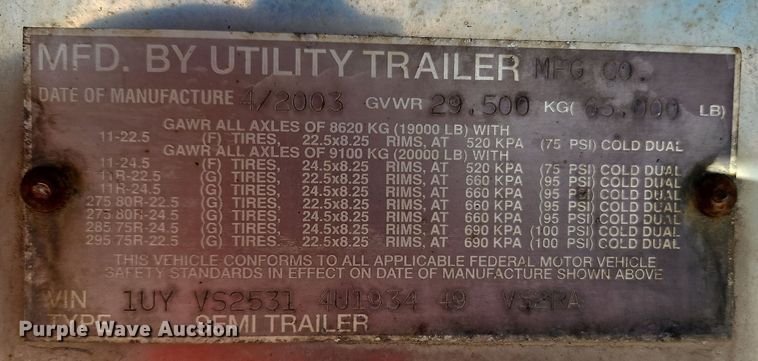 MFD. BY UTILITY TRAILER MFG CO.
DATE OF MANUFACTURE 4/2003 GVWR 29.500 KG( 65.000 LB)
GAWR ALL AXLES OF 8620 KG (19000 LB) WITH
11-22.5 (F) TIRES, 22.5x8.25 RIMS, AT 520 KPA (75 PSI) COLD DUAL
GAWR ALL AXLES OF 9100 KG (20000 LB) WITH
11-24.5 (F) TIRES, 24.5x8.25 RIMS, AT 520 KPA (75 PSI) COLD DUAL
11R-22.5 (G) TIRES, 22.5x8.25 RIMS, AT 660 KPA (95 PSI) COLD DUAL
11R-24.5 (G) TIRES, 24.5x8.25 RIMS, AT 660 KPA (95 PSI) COLD DUAL
275 80R-22.5 (G) TIRES, 22.5x8.25 RIMS, AT 660 KPA (95 PSI) COLD DUAL
275 80R-24.5 (G) TIRES, 24.5x8.25 RIMS, AT 660 KPA (95 PSI) COLD DUAL
285 75R-24.5 (G) TIRES, 24.5x8.25 RIMS, AT 690 KPA (100 PSI) COLD DUAL
295 75R-22.5 (G) TIRES, 22.5x8.25 RIMS, AT 690 KPA (100 PSI) COLD DUAL
THIS VEHICLE CONFORMS TO ALL APPLICABLE FEDERAL MOTOR VEHICLE
SAFETY STANDARDS IN EFFECT ON DATE OF MANUFACTURE SHOWN ABOVE
VIN 1UY VS2531 4U1934 49 VS2RA
TYPE SEMI TRAILER
Purple Wave Auction